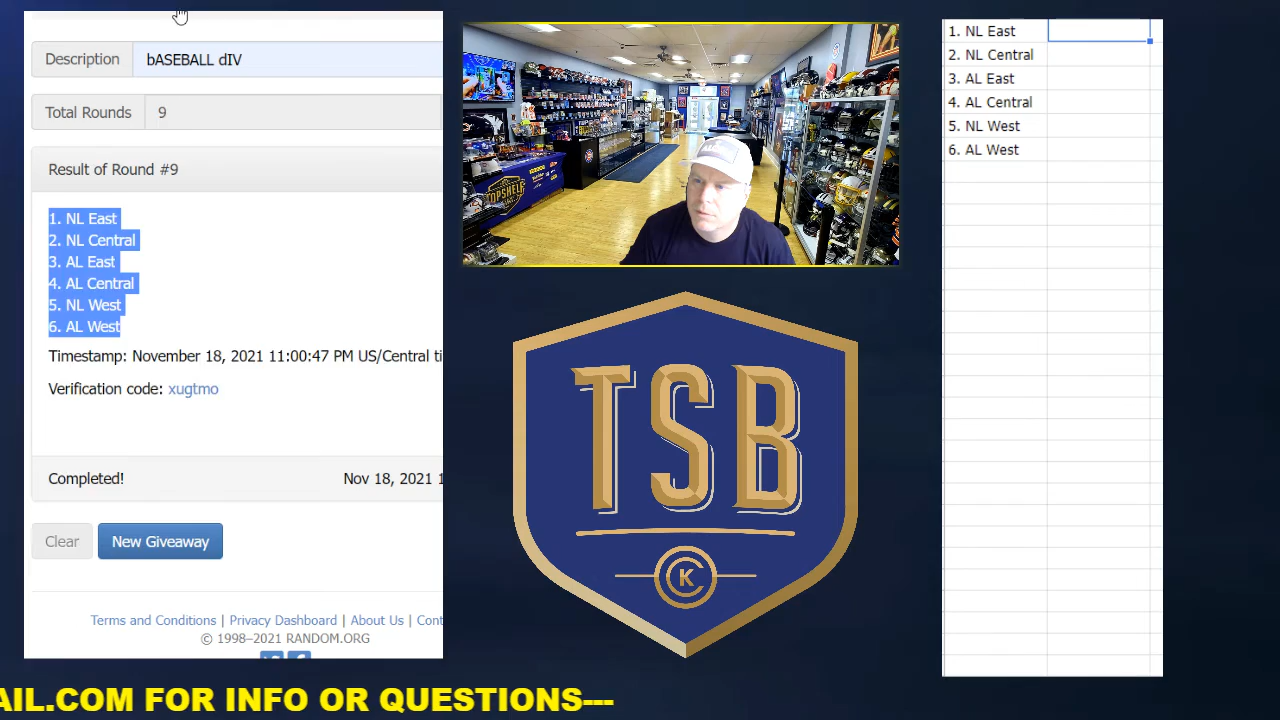 Description bASEBALL dIV
Total Rounds 9
Result of Round #9
1. NL East
2. NL Central
3. AL East
4. AL Central
5. NL West
6. AL West
Timestamp: November 18, 2021 11:00:47 PM US/Central ti
Verification code: xugtmo
Completed! Nov 18, 2021 1
Clear New Giveaway
Terms and Conditions | Privacy Dashboard | About Us | Cont
© 1998–2021 RANDOM.ORG
TOPSHELF
TSB
KC
1. NL East
2. NL Central
3. AL East
4. AL Central
5. NL West
6. AL West
AIL.COM FOR INFO OR QUESTIONS---